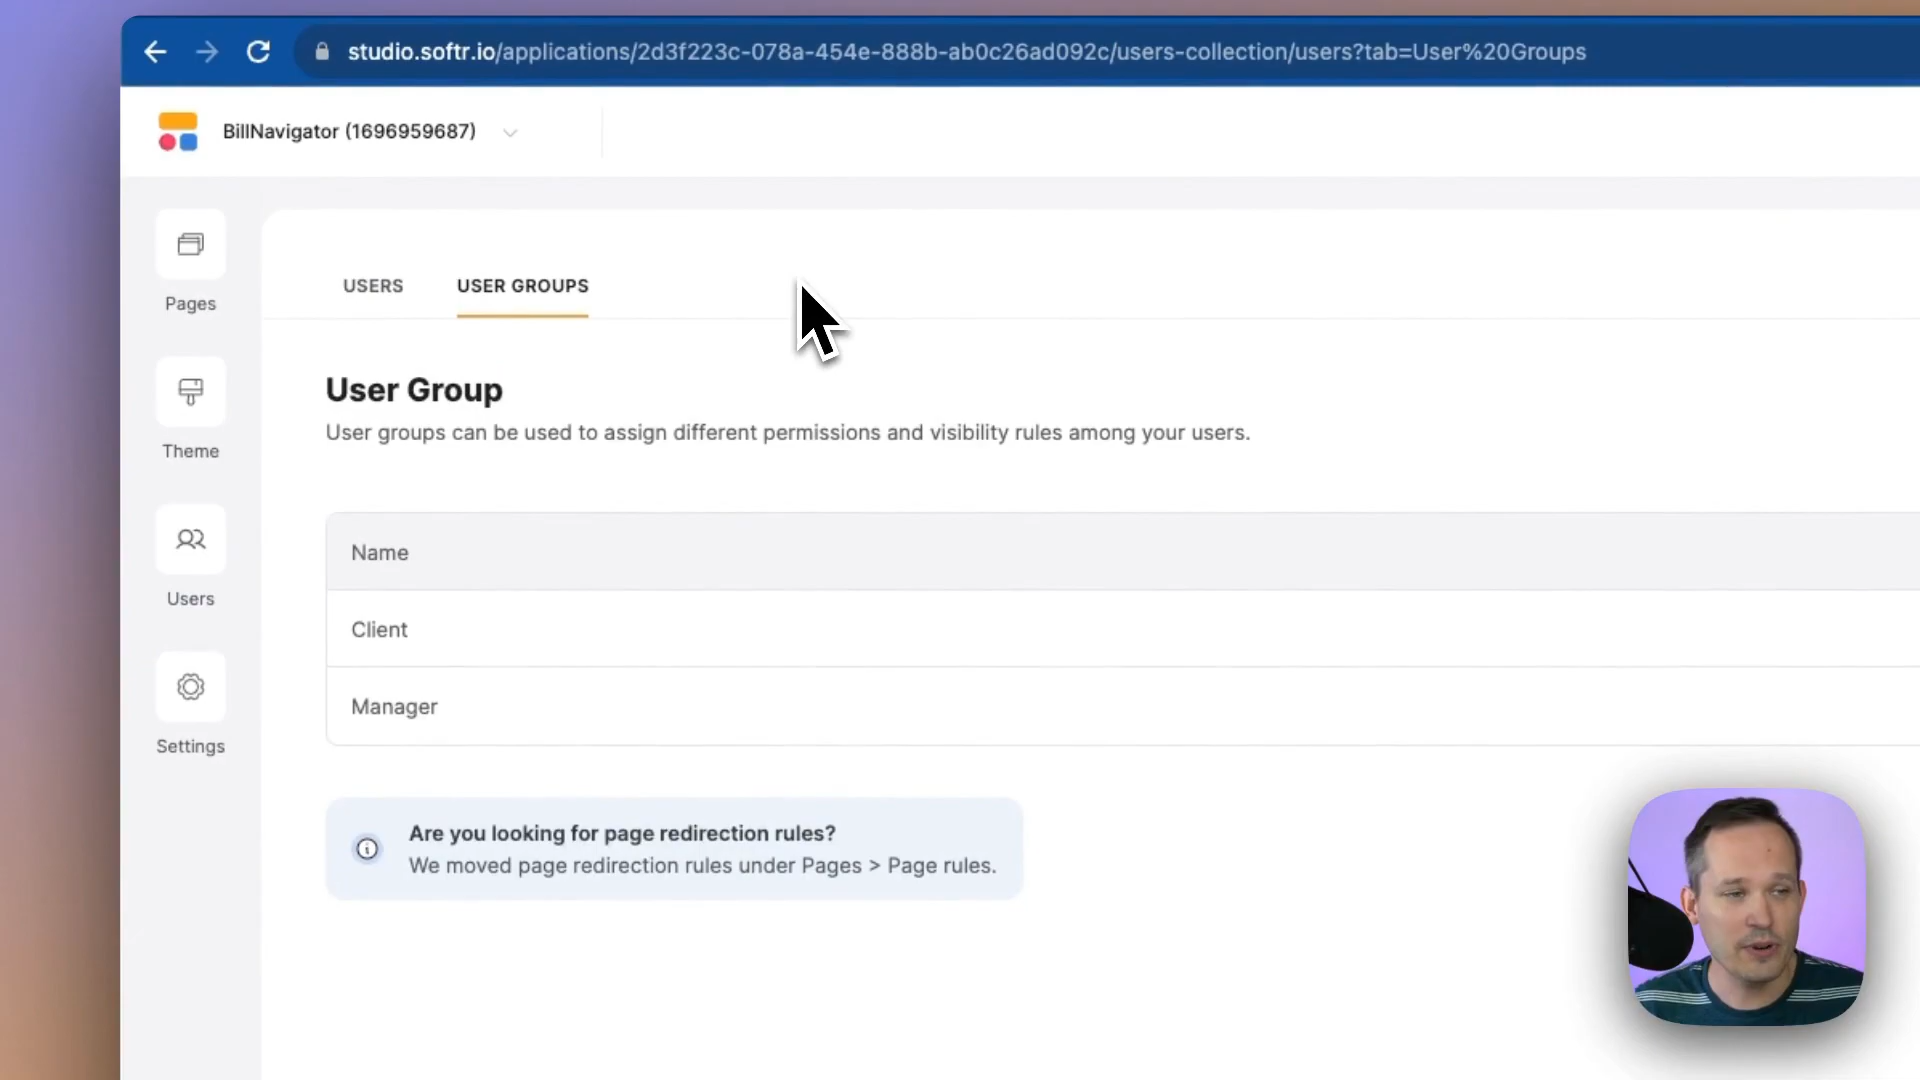 studio.softr.io/applications/2d3f223c-078a-454e-888b-ab0c26ad092c/users-collection/users?tab=User%20Groups
BillNavigator (1696959687)
Pages
Theme
Users
Settings
USERS
USER GROUPS
User Group
User groups can be used to assign different permissions and visibility rules among your users.
Name
Client
Manager
Are you looking for page redirection rules?
We moved page redirection rules under Pages > Page rules.